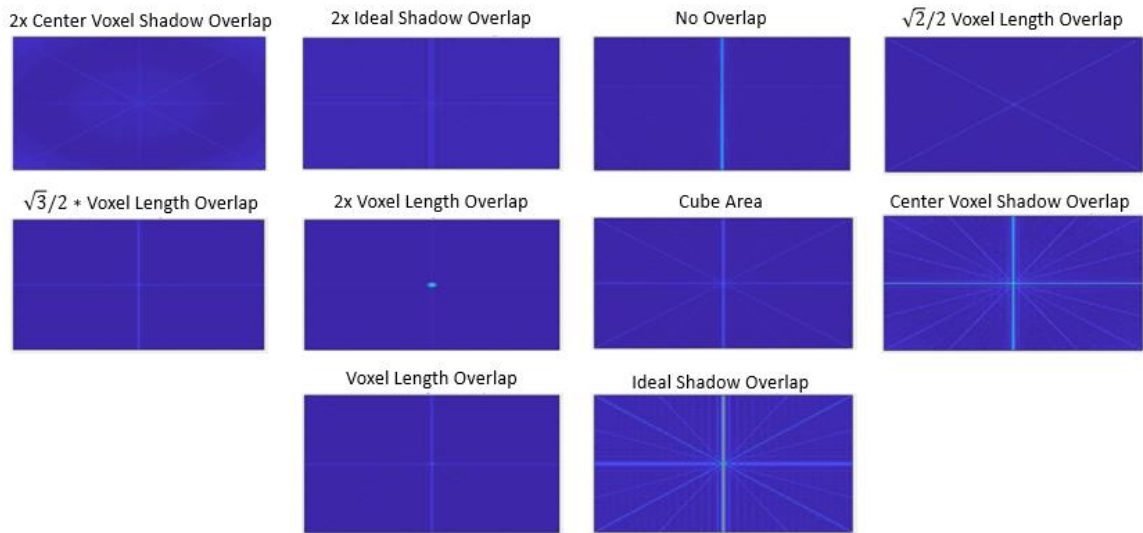 2x Center Voxel Shadow Overlap
2x Ideal Shadow Overlap
No Overlap
√2/2 Voxel Length Overlap
√3/2 * Voxel Length Overlap
2x Voxel Length Overlap
Cube Area
Center Voxel Shadow Overlap
Voxel Length Overlap
Ideal Shadow Overlap